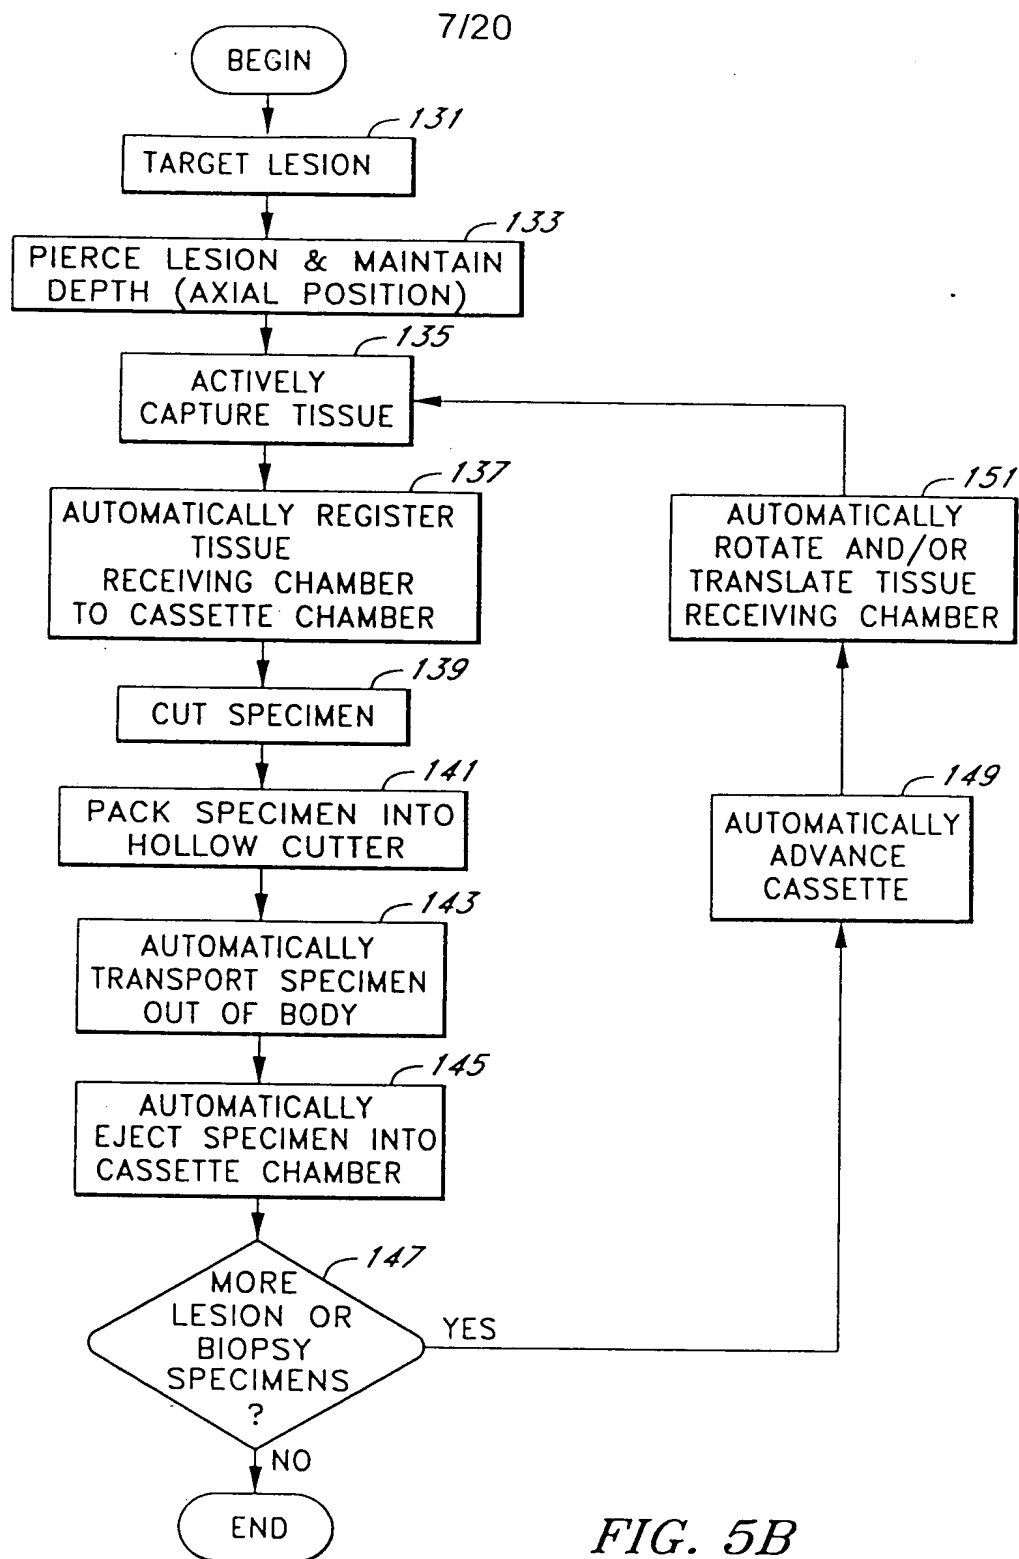 7/20
BEGIN
131
TARGET LESION
133
PIERCE LESION & MAINTAIN
DEPTH (AXIAL POSITION)
135
ACTIVELY
CAPTURE TISSUE
137
AUTOMATICALLY REGISTER
TISSUE
RECEIVING CHAMBER
TO CASSETTE CHAMBER
139
CUT SPECIMEN
141
PACK SPECIMEN INTO
HOLLOW CUTTER
143
AUTOMATICALLY
TRANSPORT SPECIMEN
OUT OF BODY
145
AUTOMATICALLY
EJECT SPECIMEN INTO
CASSETTE CHAMBER
147
MORE
LESION OR
BIOPSY
SPECIMENS
?
YES
NO
END
149
AUTOMATICALLY
ADVANCE
CASSETTE
151
AUTOMATICALLY
ROTATE AND/OR
TRANSLATE TISSUE
RECEIVING CHAMBER
FIG. 5B